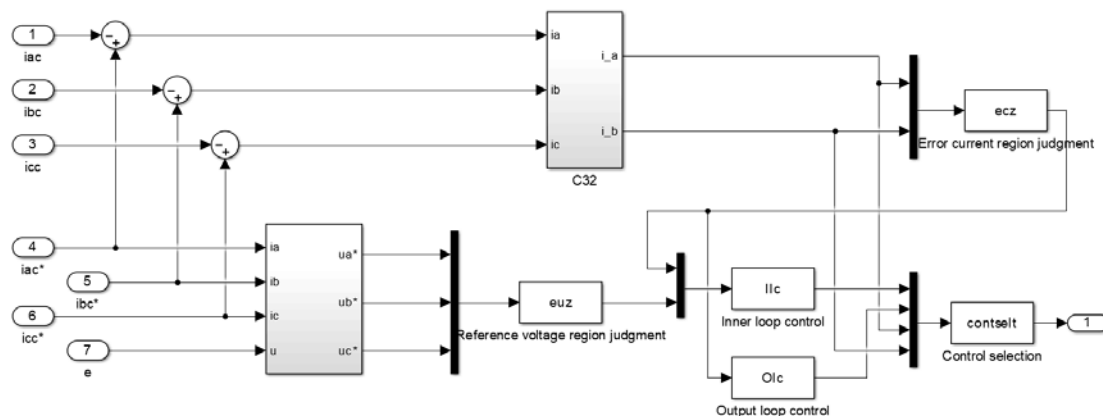 1
iac
2
ibc
3
icc
4
iac*
5
ibc*
6
icc*
7
e
ia
ib
ic
i_a
i_b
C32
ia
ib
ic
u
ua*
ub*
uc*
euz
Reference voltage region judgment
ecz
Error current region judgment
IIc
Inner loop control
OIc
Output loop control
contselt
Control selection
1